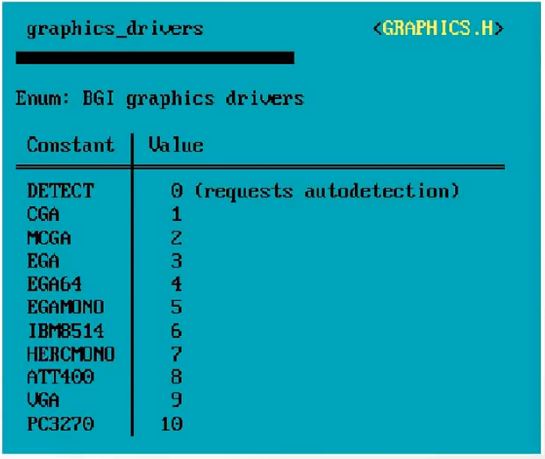 graphics_drivers <GRAPHICS.H>
Enum: BGI graphics drivers
Constant Value
DETECT 0 (requests autodetection)
CGA 1
MCGA 2
EGA 3
EGA64 4
EGAMONO 5
IBM8514 6
HERCMONO 7
ATT400 8
VGA 9
PC3270 10